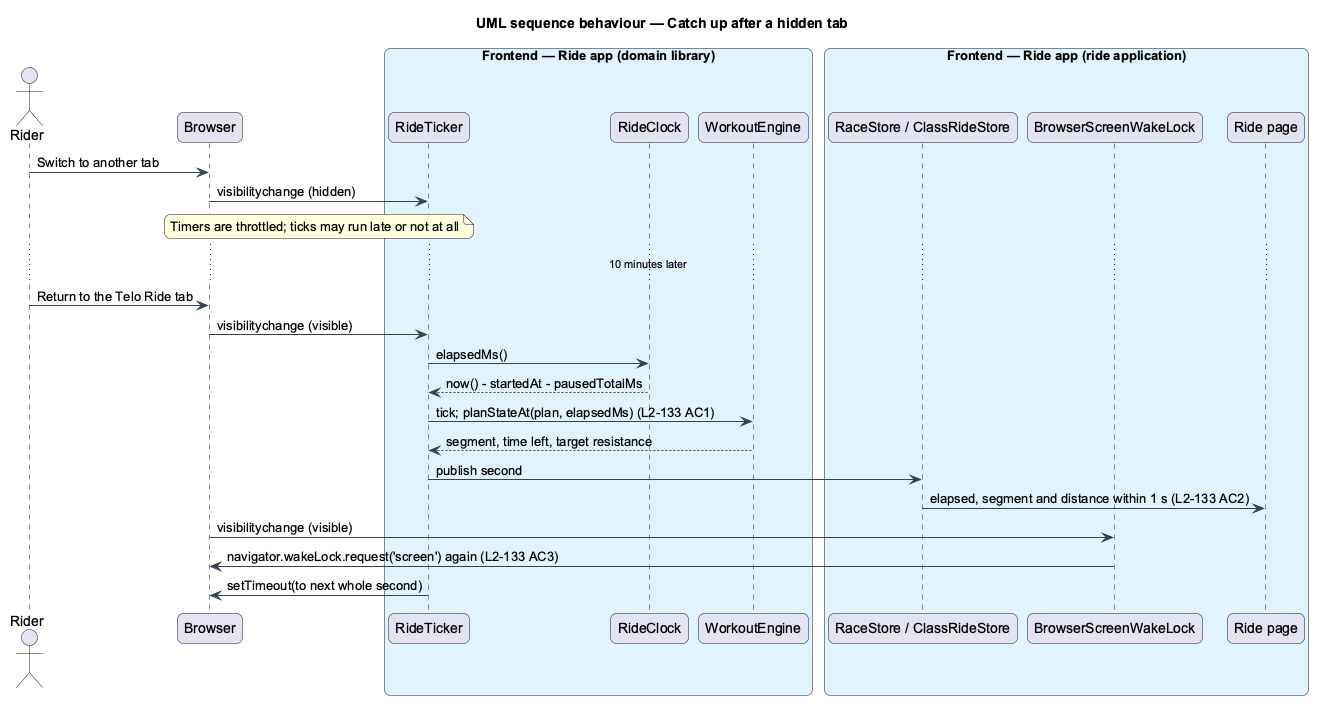 UML sequence behaviour — Catch up after a hidden tab
Frontend — Ride app (domain library)
Frontend — Ride app (ride application)
Rider
Browser
RideTicker
RideClock
WorkoutEngine
RaceStore / ClassRideStore
BrowserScreenWakeLock
Ride page
Switch to another tab
visibilitychange (hidden)
Timers are throttled; ticks may run late or not at all
10 minutes later
Return to the Telo Ride tab
visibilitychange (visible)
elapsedMs()
now() - startedAt - pausedTotalMs
tick; planStateAt(plan, elapsedMs) (L2-133 AC1)
segment, time left, target resistance
publish second
elapsed, segment and distance within 1 s (L2-133 AC2)
visibilitychange (visible)
navigator.wakeLock.request('screen') again (L2-133 AC3)
setTimeout(to next whole second)
Rider
Browser
RideTicker
RideClock
WorkoutEngine
RaceStore / ClassRideStore
BrowserScreenWakeLock
Ride page